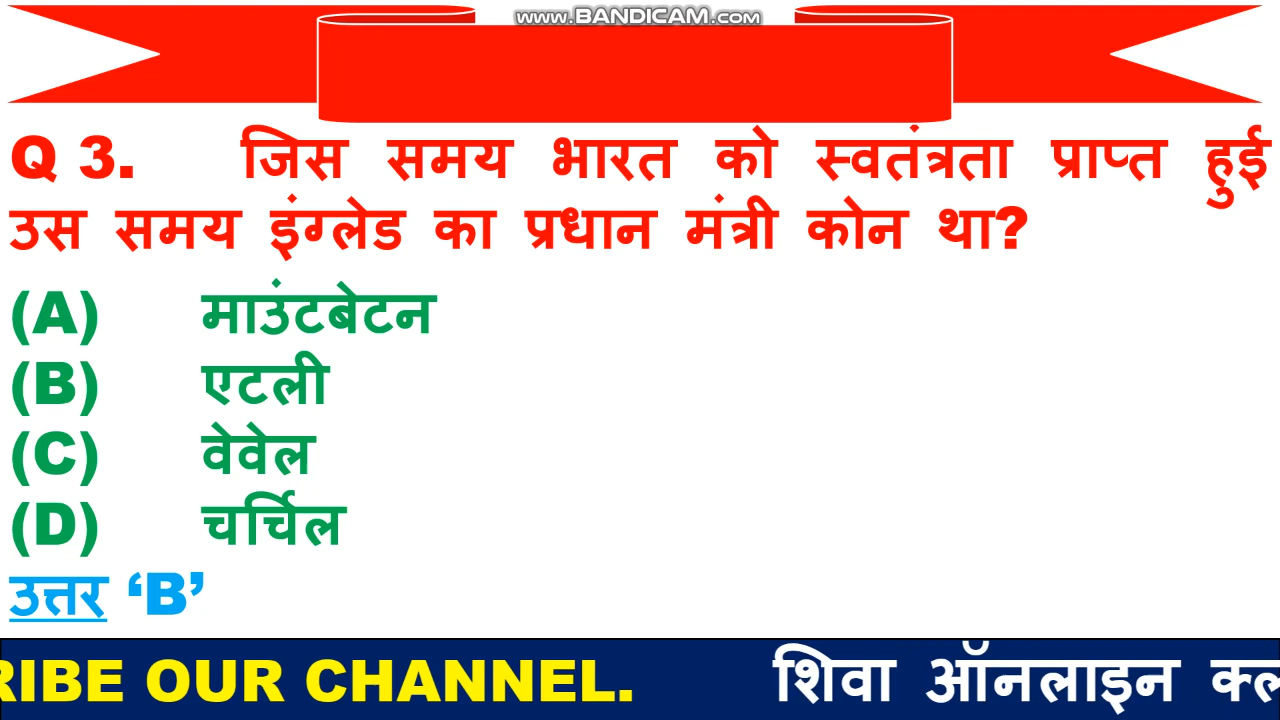 www.BANDICAM.com
Q 3. जिस समय भारत को स्वतंत्रता प्राप्त हुई
उस समय इंग्लेड का प्रधान मंत्री कोन था?
(A) माउंटबेटन
(B) एटली
(C) वेवेल
(D) चर्चिल
उत्तर ‘B’
RIBE OUR CHANNEL. शिवा ऑनलाइन क्ल